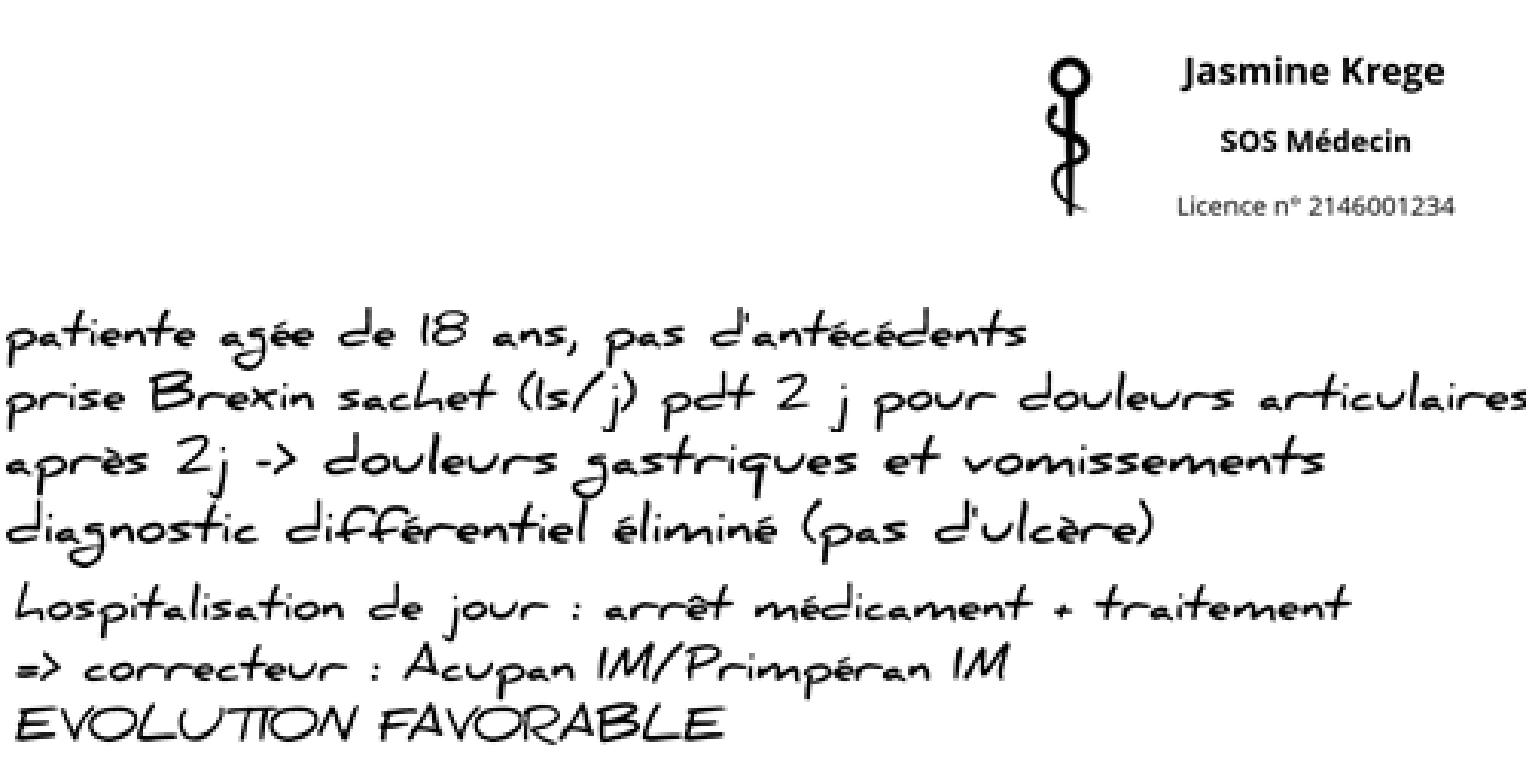 Jasmine Krege
SOS Médecin
Licence n° 2146001234
patiente agée de 18 ans, pas d'antécédents
prise Brexin sachet (1s/j) pdt 2 j pour douleurs articulaires
après 2j -> douleurs gastriques et vomissements
diagnostic différentiel éliminé (pas d'ulcère)
hospitalisation de jour : arrêt médicament + traitement
=> correcteur : Acupan IM/Primpéran IM
EVOLUTION FAVORABLE